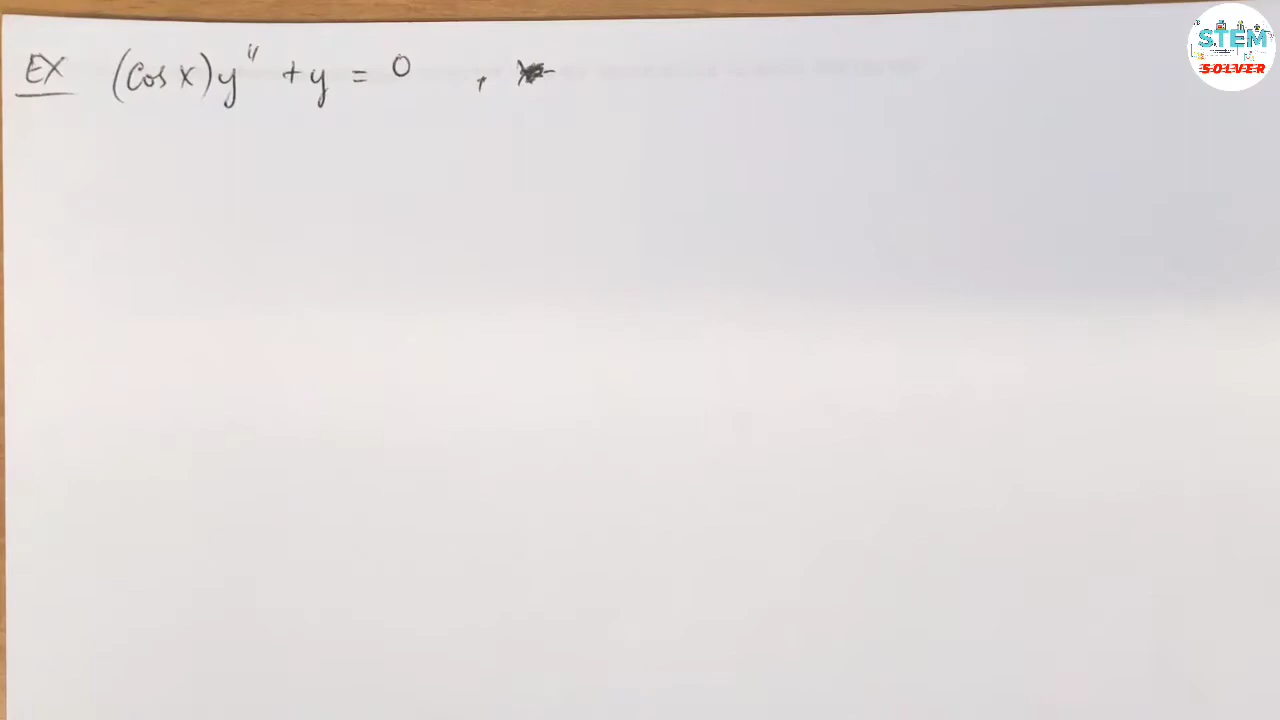 EX (cos x) y'' + y = 0 ,
STEM
SOLVER